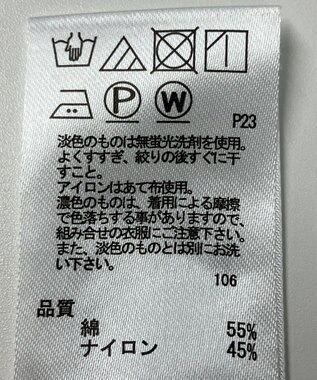 P W
P23
淡色のものは無蛍光洗剤を使用。
よくすすぎ、絞りの後すぐに干
すこと。
アイロンはあて布使用。
濃色のものは、着用による摩擦
で色落ちする事がありますので、
組み合せの衣服にご注意下さい。
また、淡色のものとは別にお洗
い下さい。
106
品質
綿 55%
ナイロン 45%